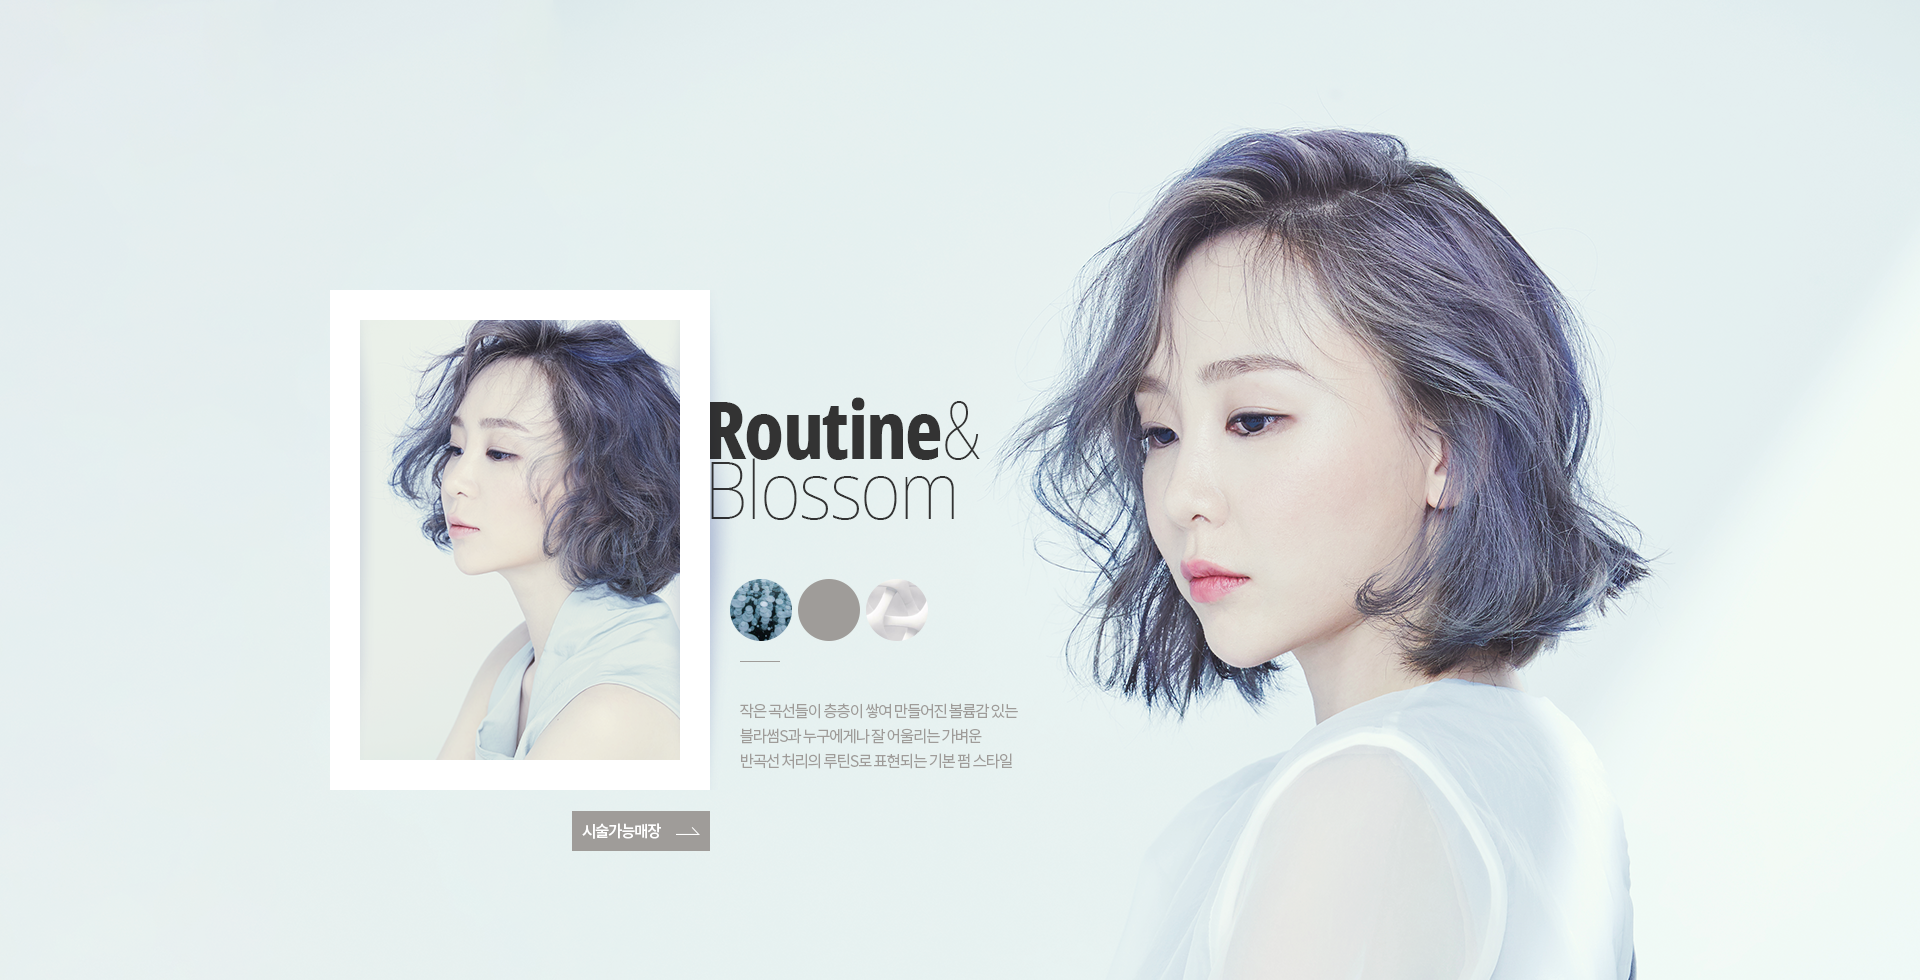 Routine&
Blossom
작은 곡선들이 층층이 쌓여 만들어진 볼륨감 있는
블라썸S과 누구에게나 잘 어울리는 가벼운
반곡선 처리의 루틴S로 표현되는 기본 펌 스타일
시술가능매장